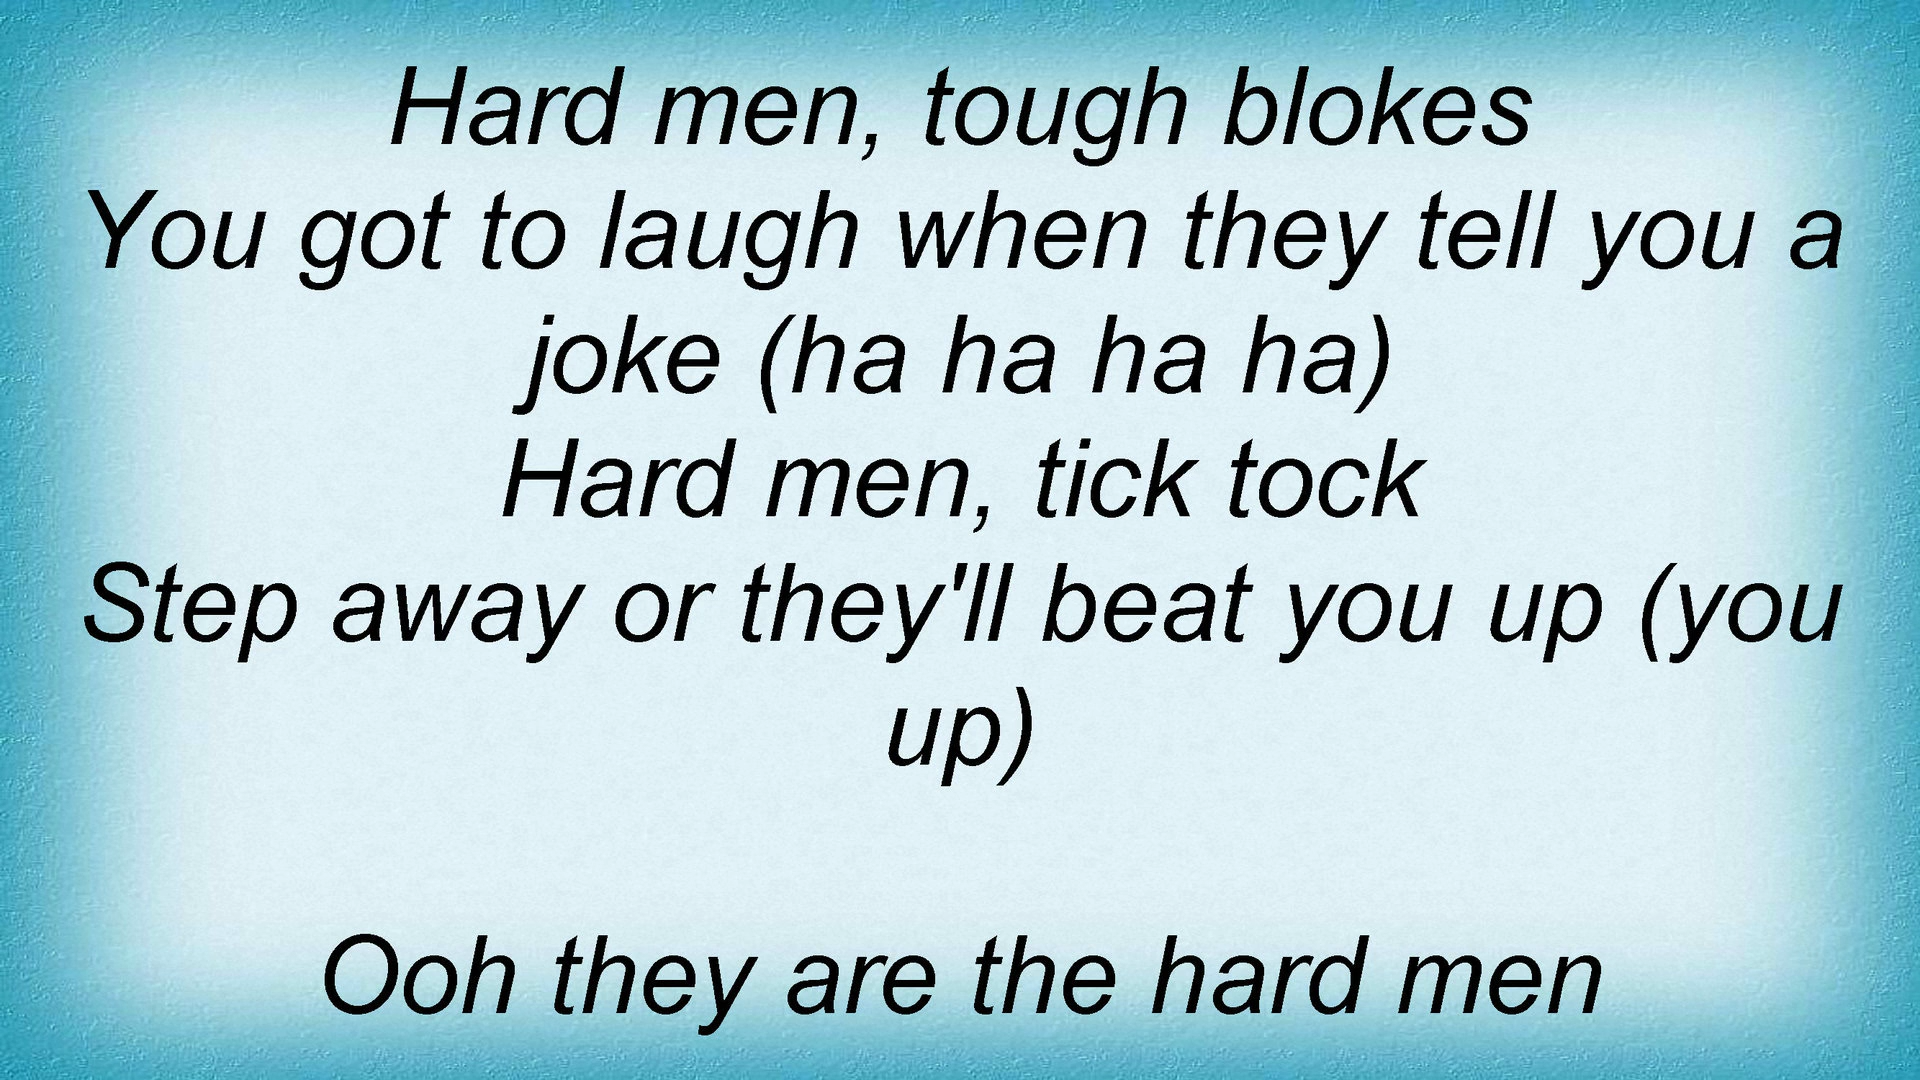 Hard men, tough blokes
You got to laugh when they tell you a
joke (ha ha ha ha)
Hard men, tick tock
Step away or they'll beat you up (you
up)
Ooh they are the hard men